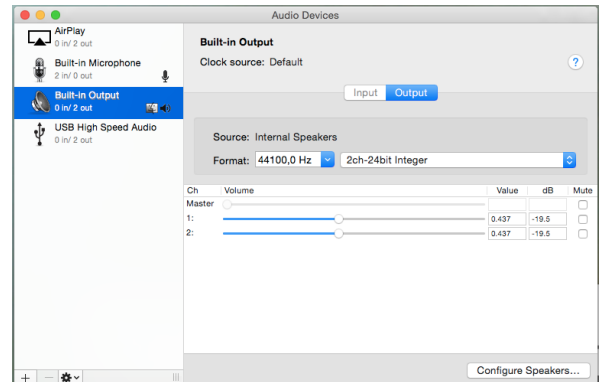 Audio Devices
AirPlay
0 in/ 2 out
Built-in Microphone
2 in/ 0 out
Built-in Output
0 in/ 2 out
USB High Speed Audio
0 in/ 2 out
Built-in Output
Clock source: Default
?
Input Output
Source: Internal Speakers
Format: 44100,0 Hz 2ch-24bit Integer
Ch Volume Value dB Mute
Master
1: 0.437 -19.5
2: 0.437 -19.5
Configure Speakers...